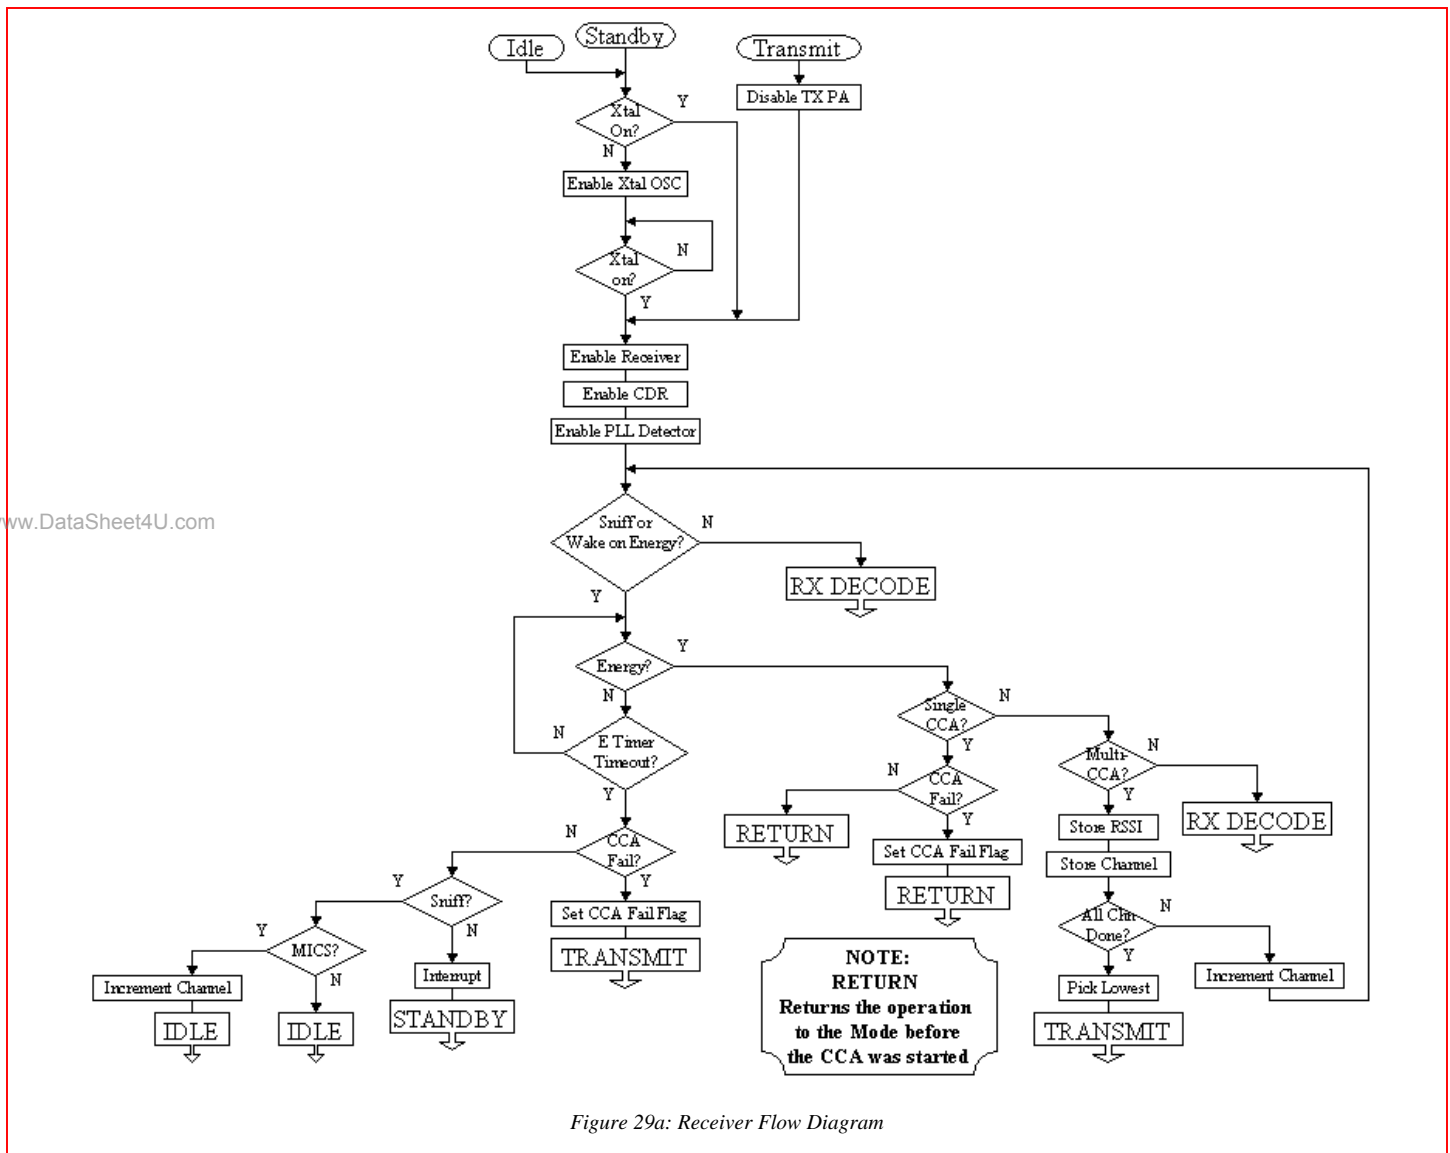 Idle
Standby
Transmit
Disable TX PA
Xtal
On?
Y
N
Enable Xtal OSC
Xtal
on?
N
Y
Enable Receiver
Enable CDR
Enable PLL Detector
www.DataSheet4U.com
Sniff or
Wake on Energy?
N
Y
RX DECODE
Energy?
Y
N
E Timer
Timeout?
N
Y
Single
CCA?
N
Y
Multi-
CCA?
N
Y
CCA
Fail?
N
Y
RETURN
Set CCA Fail Flag
RETURN
Store RSSI
Store Channel
RX DECODE
All Chn
Done?
N
Y
Pick Lowest
Increment Channel
TRANSMIT
CCA
Fail?
N
Y
Set CCA Fail Flag
TRANSMIT
Sniff?
Y
N
Interrupt
STANDBY
MICS?
Y
N
Increment Channel
IDLE
IDLE
NOTE:
RETURN
Returns the operation
to the Mode before
the CCA was started
Figure 29a: Receiver Flow Diagram